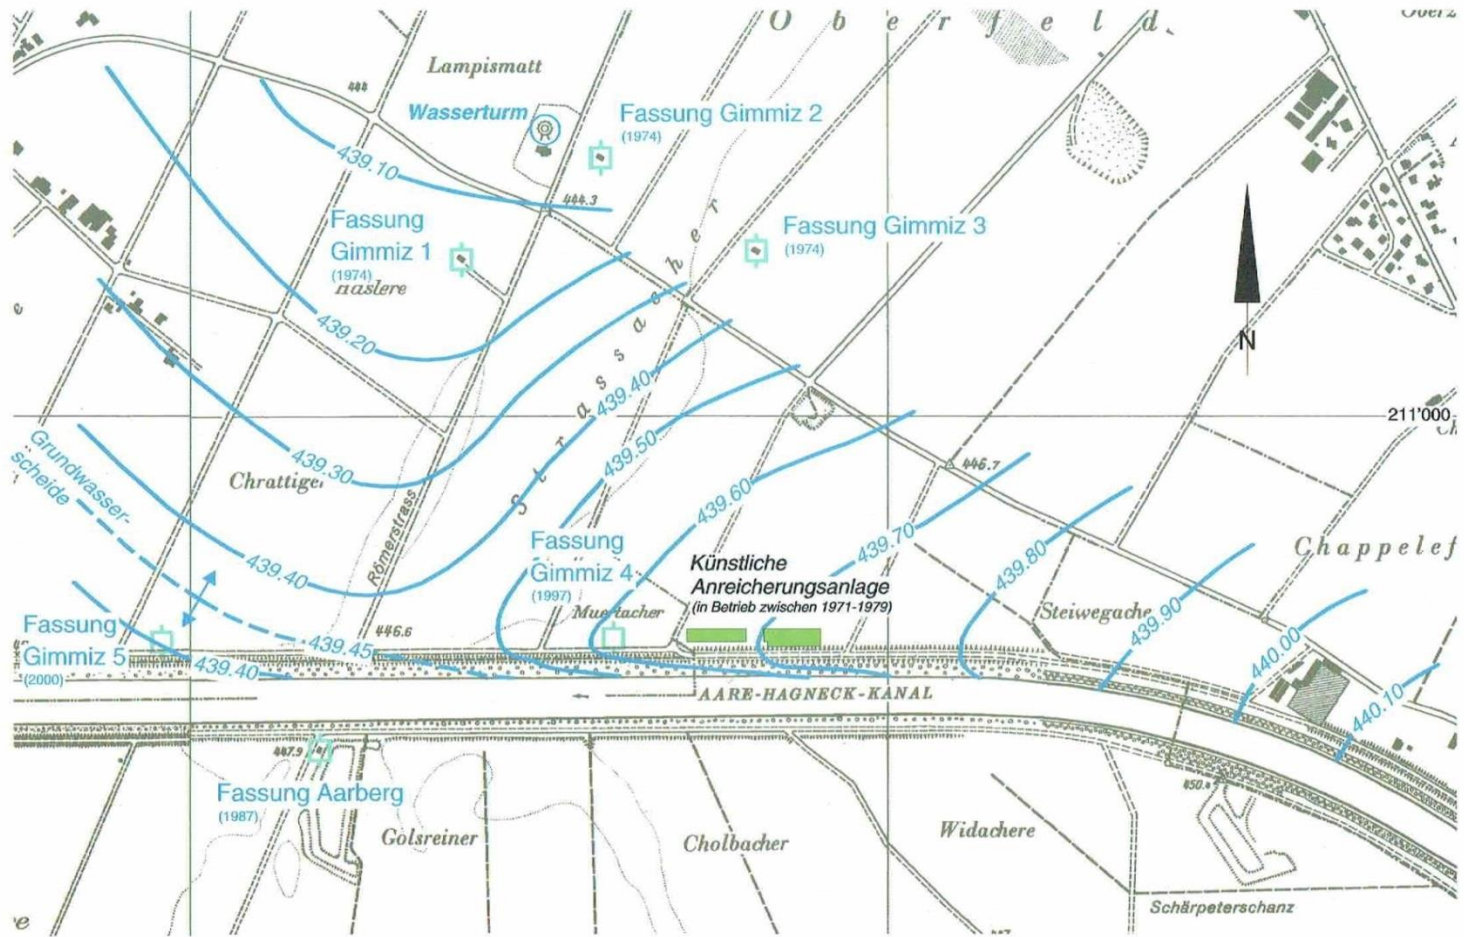 O b e r f e l d
Lampismatt
444
Wasserturm
Fassung Gimmiz 2
(1974)
439.10
444.3
Fassung
Gimmiz 1
(1974)
Fassung Gimmiz 3
(1974)
N
439.20
S t r a s s a c h e r
439.40
211'000
Grundwasser-
scheide
439.30
439.50
446.7
Chrattige
Römerstrass
439.60
439.70
439.80
Chappelef
Fassung
Gimmiz 4
(1997)
439.40
Künstliche
Anreicherungsanlage
(in Betrieb zwischen 1971-1979)
Steiwegache
439.90
440.00
446.6
439.45
Fassung
Gimmiz 5
(2000)
439.40
AARE-HAGNECK-KANAL
440.10
447.9
Fassung Aarberg
(1987)
450.4
Golsreiner
Cholbacher
Widachere
Schärpeterschanz